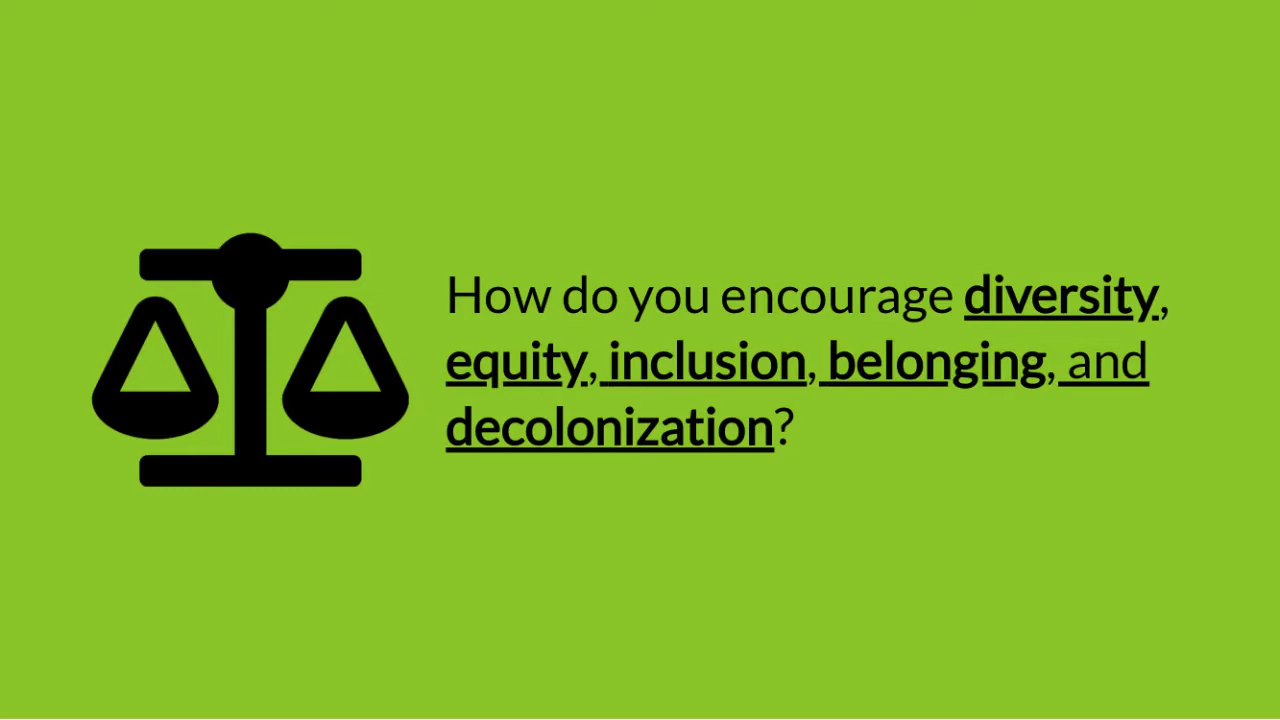 How do you encourage diversity,
equity, inclusion, belonging, and
decolonization?